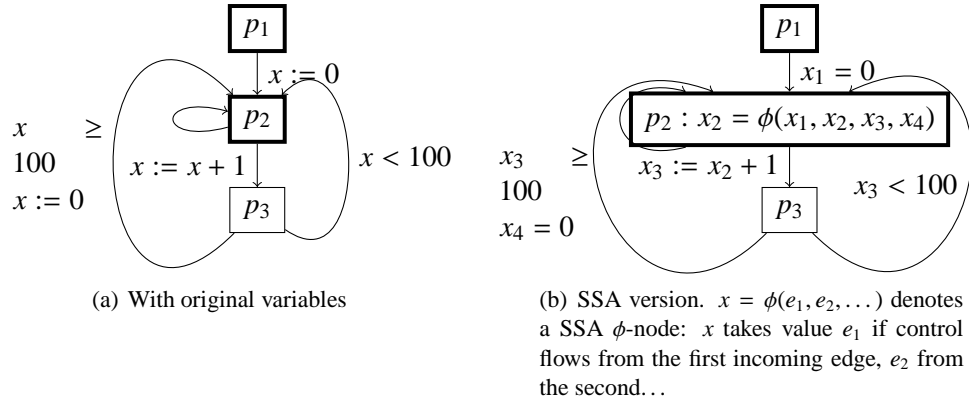 p₁
x := 0
p₂
x ≥
100
x := 0
x := x + 1
x < 100
p₃
(a) With original variables
p₁
x₁ = 0
p₂ : x₂ = ϕ(x₁, x₂, x₃, x₄)
x₃ ≥
100
x₄ = 0
x₃ := x₂ + 1
x₃ < 100
p₃
(b) SSA version. x = ϕ(e₁, e₂, . . .) denotes
a SSA ϕ-node: x takes value e₁ if control
flows from the first incoming edge, e₂ from
the second. . .